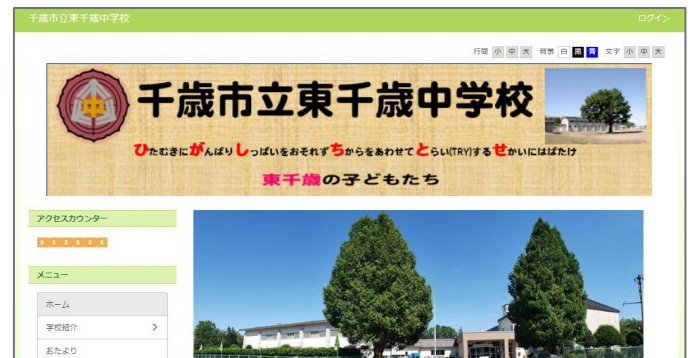 千歳市立東千歳中学校 ログイン
行間 小 中 大 背景 白 黒 青 文字 小 中 大
千歳市立東千歳中学校
ひたむきにがんばりしっぱいをおそれずちからをあわせてとらい(TRY)するせかいにはばたけ
東千歳の子どもたち
アクセスカウンター
メニュー
ホーム
学校紹介
おたより